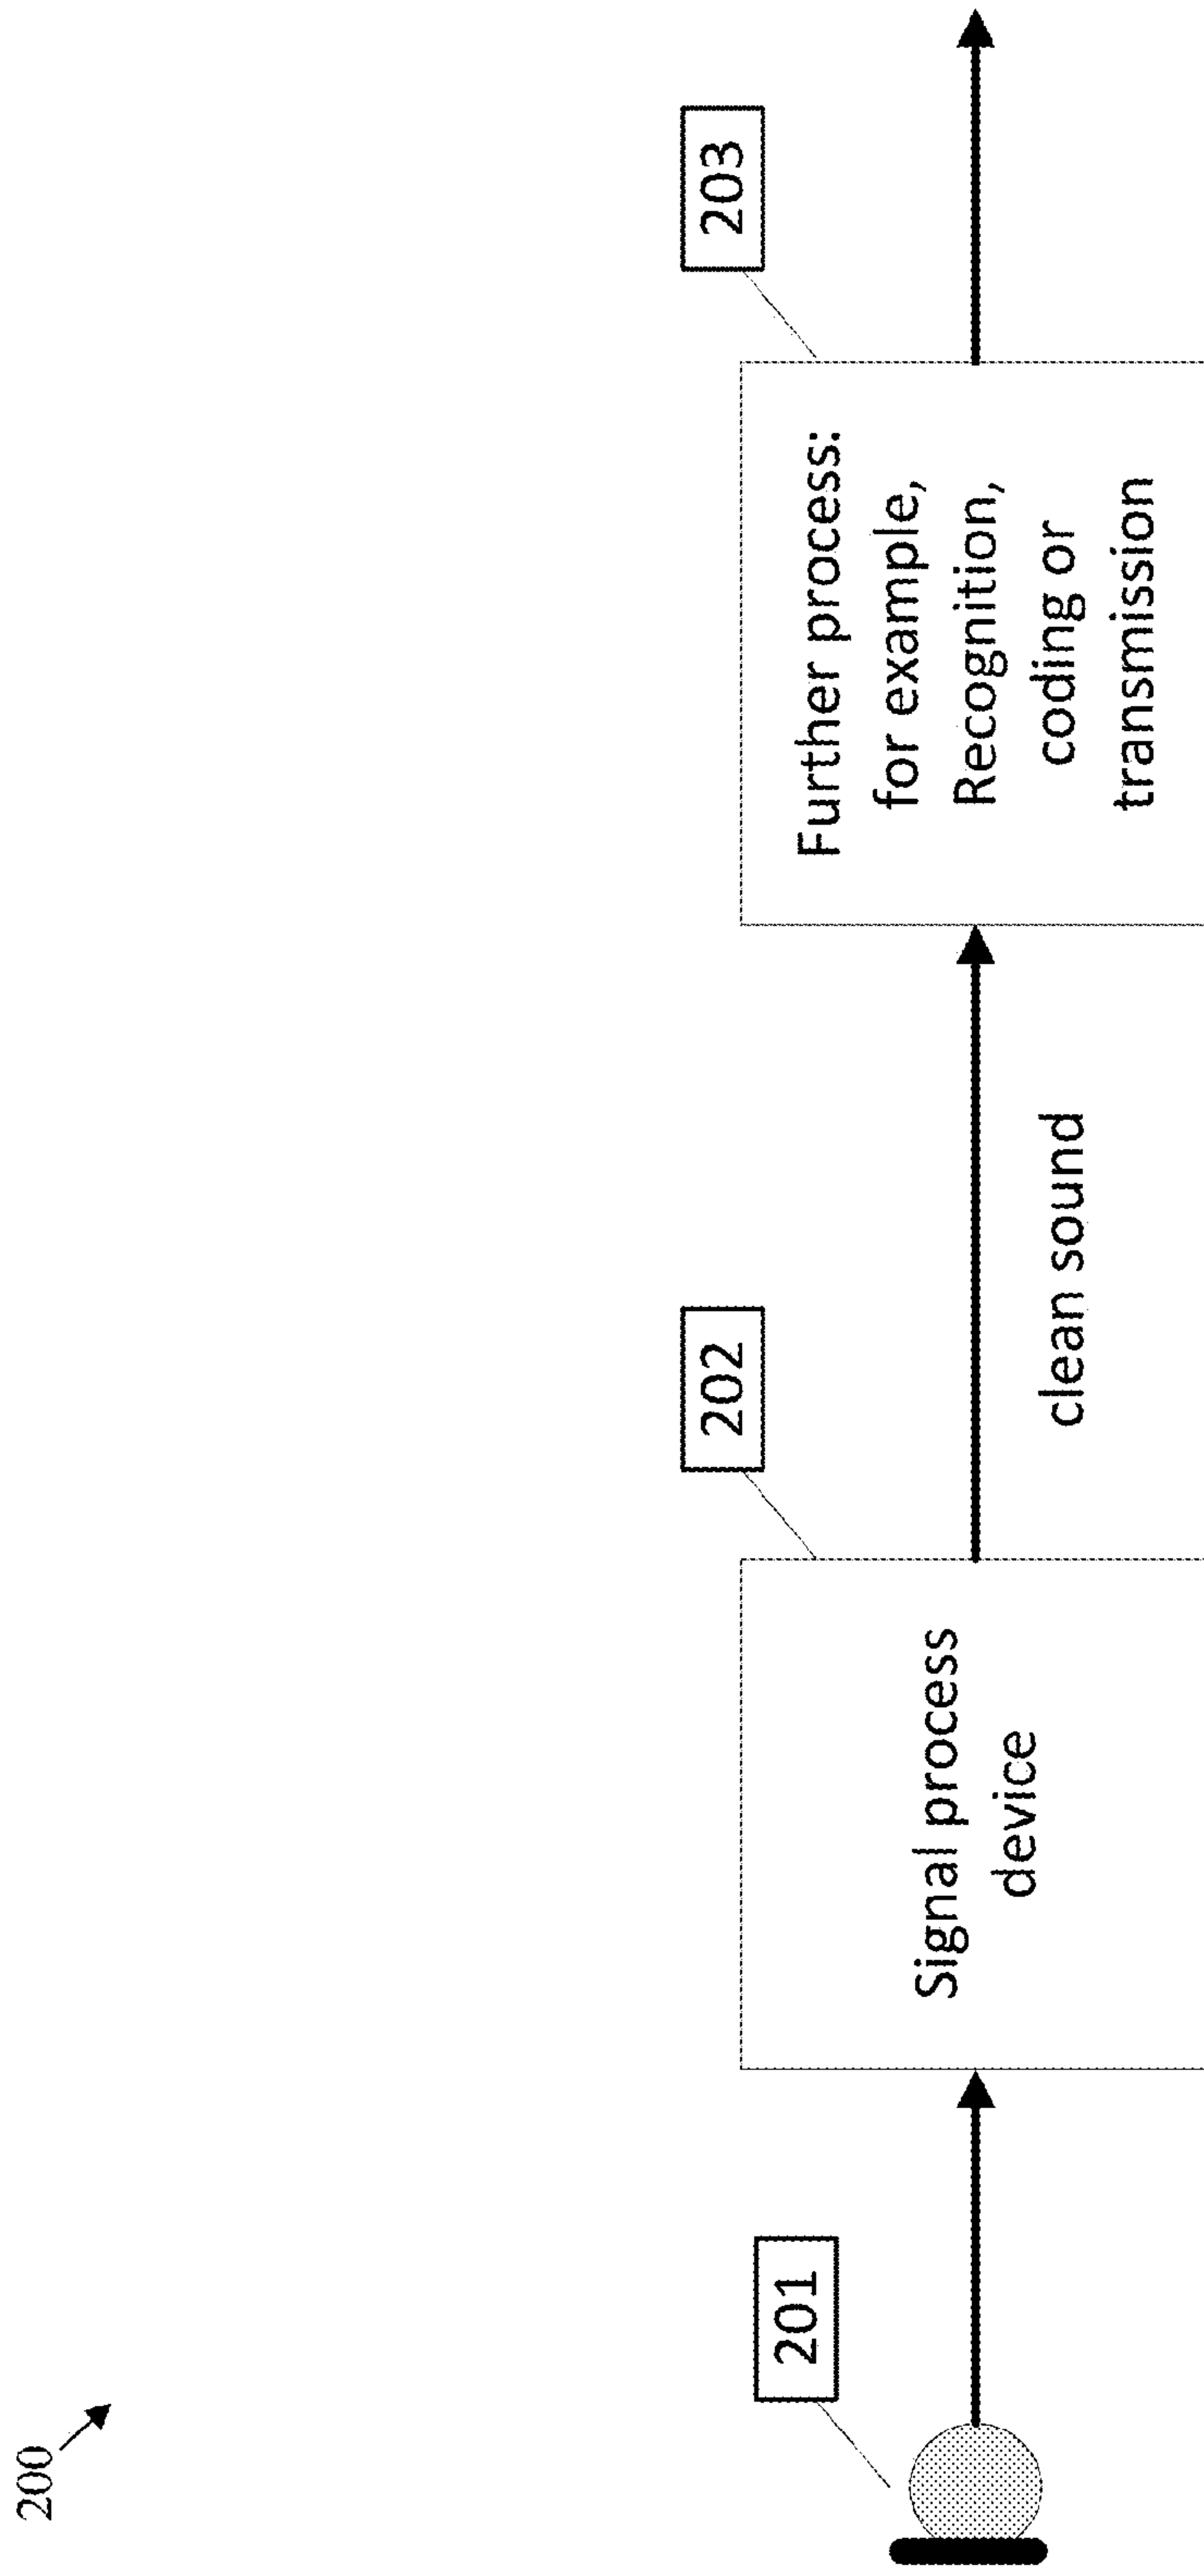 200
201
202
203
Signal process
device
clean sound
Further process:
for example,
Recognition,
coding or
transmission